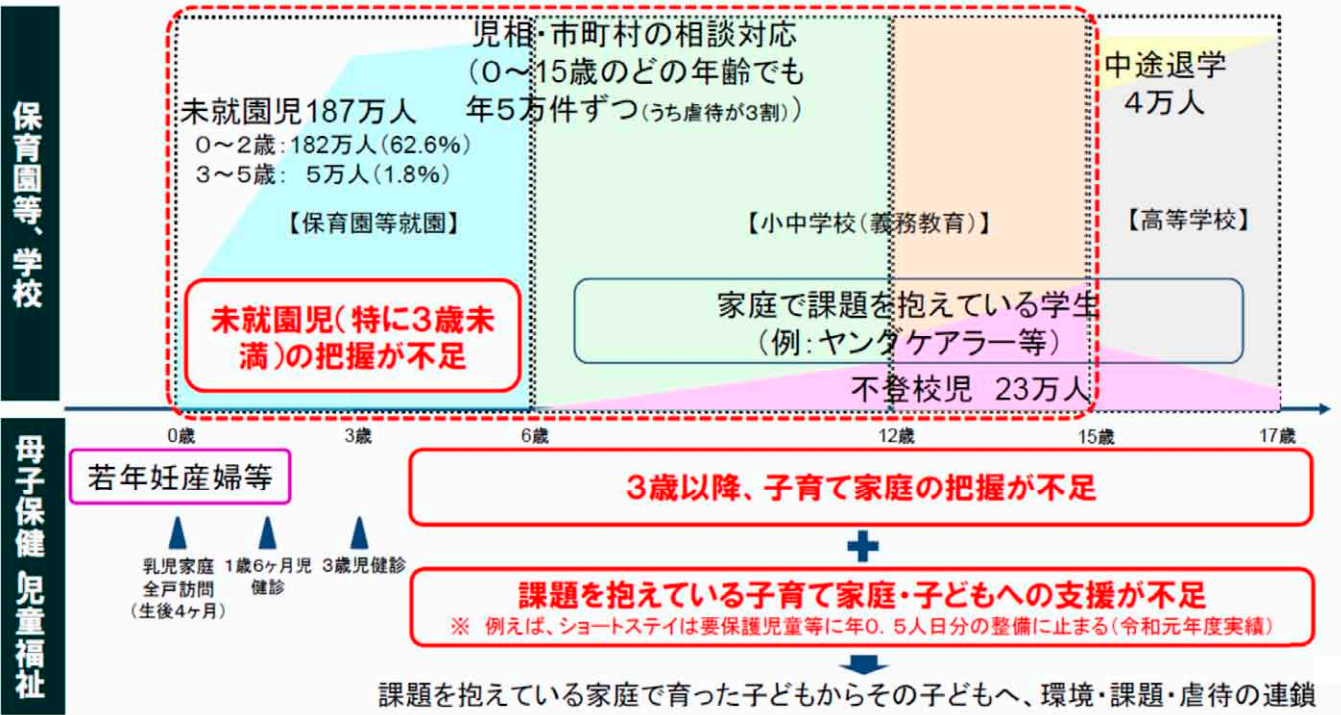 保育園等、学校
児相・市町村の相談対応
(0～15歳のどの年齢でも
年5万件ずつ(うち虐待が3割))
未就園児187万人
0～2歳:182万人(62.6%)
3～5歳: 5万人(1.8%)
中途退学
4万人
【保育園等就園】
【小中学校(義務教育)】
【高等学校】
未就園児(特に3歳未
満)の把握が不足
家庭で課題を抱えている学生
(例:ヤングケアラー等)
不登校児 23万人
0歳
3歳
6歳
12歳
15歳
17歳
母子保健、児童福祉
若年妊産婦等
3歳以降、子育て家庭の把握が不足
乳児家庭
全戸訪問
(生後4ヶ月)
1歳6ヶ月児
健診
3歳児健診
+
課題を抱えている子育て家庭・子どもへの支援が不足
※ 例えば、ショートステイは要保護児童等に年0.5人日分の整備に止まる(令和元年度実績)
課題を抱えている家庭で育った子どもからその子どもへ、環境・課題・虐待の連鎖